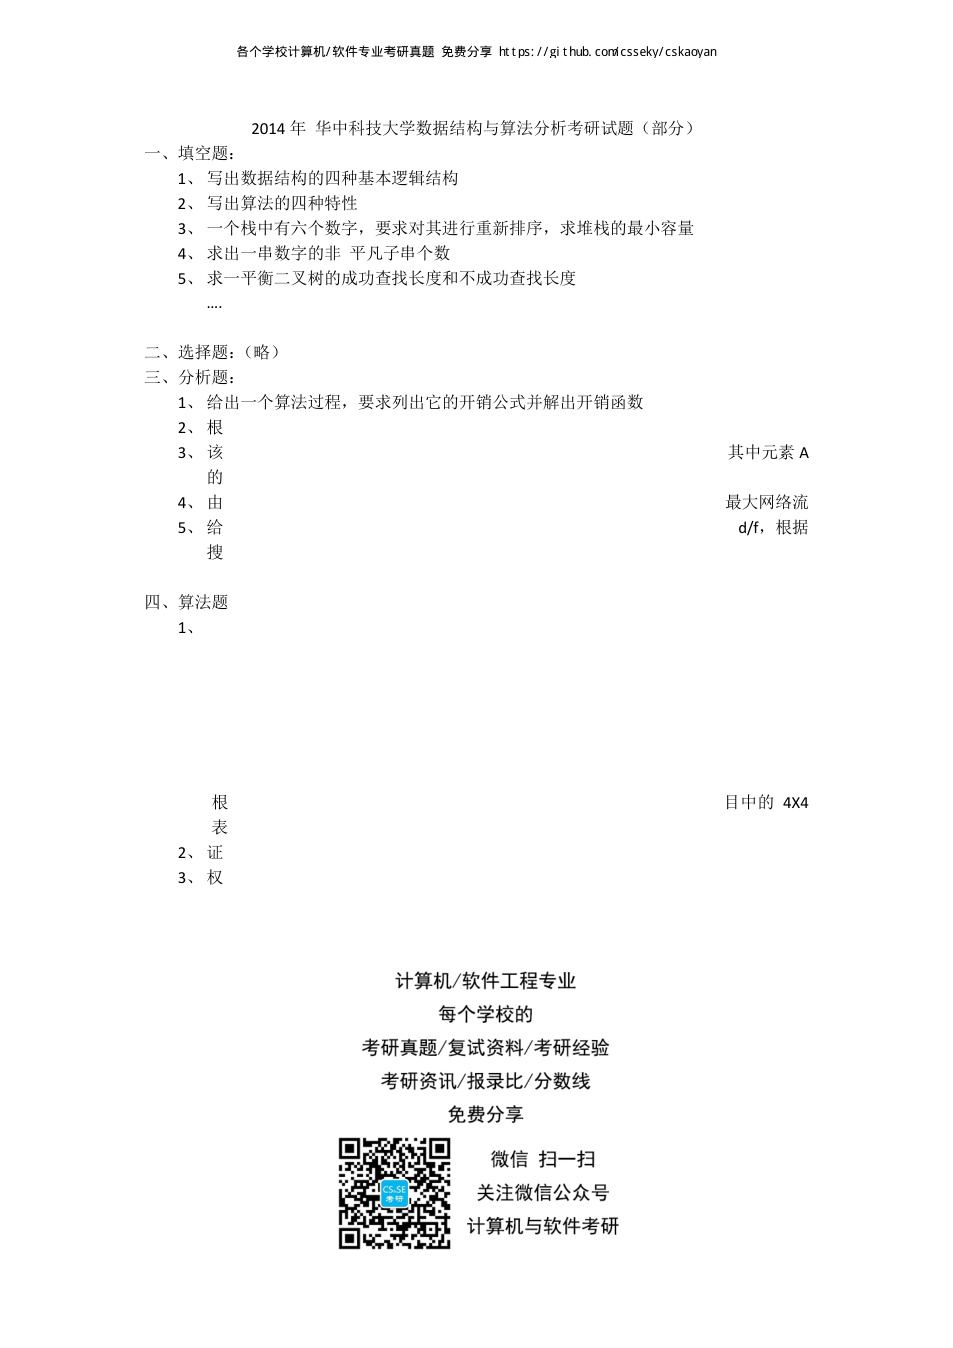 各个学校计算机/软件专业考研真题 免费分享 https://github.com/csseky/cskaoyan
2014 年 华中科技大学数据结构与算法分析考研试题（部分）
一、填空题：
1、 写出数据结构的四种基本逻辑结构
2、 写出算法的四种特性
3、 一个栈中有六个数字，要求对其进行重新排序，求堆栈的最小容量
4、 求出一串数字的非 平凡子串个数
5、 求一平衡二叉树的成功查找长度和不成功查找长度
....
二、选择题：（略）
三、分析题：
1、 给出一个算法过程，要求列出它的开销公式并解出开销函数
2、 根
3、 该 其中元素 A
的
4、 由 最大网络流
5、 给 d/f，根据
搜
四、算法题
1、
根 目中的 4X4
表
2、 证
3、 权
计算机/软件工程专业
每个学校的
考研真题/复试资料/考研经验
考研资讯/报录比/分数线
免费分享
微信 扫一扫
关注微信公众号
计算机与软件考研
CS&SE
考研